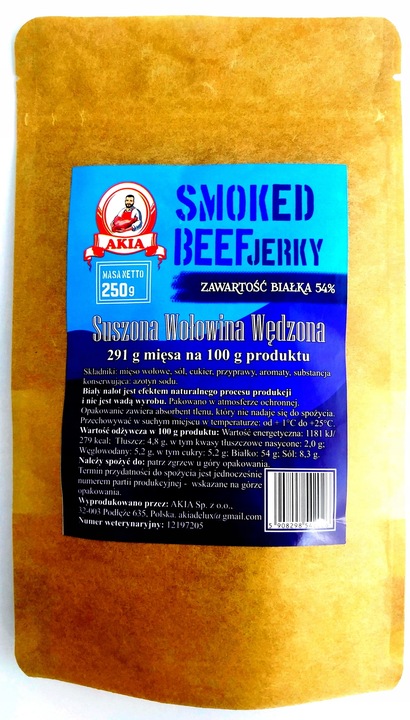 AKIA
SMOKED
BEEF JERKY
MASA NETTO
250g
ZAWARTOŚĆ BIAŁKA 54%
Suszona Wołowina Wędzona
291 g mięsa na 100 g produktu
Składniki: mięso wołowe, sól, cukier, przyprawy, aromaty, substancja
konserwująca: azotyn sodu.
Biały nalot jest efektem naturalnego procesu produkcji
i nie jest wadą wyrobu. Pakowano w atmosferze ochronnej.
Opakowanie zawiera absorbent tlenu, który nie nadaje się do spożycia.
Przechowywać w suchym miejscu w temperaturze: od + 1°C do +25°C.
Wartość odżywcza w 100 g produktu: Wartość energetyczna: 1181 kJ/
279 kcal; Tłuszcz: 4,8 g, w tym kwasy tłuszczowe nasycone: 2,0 g;
Węglowodany: 5,2 g, w tym cukry: 5,2 g; Białko: 54 g; Sól: 8,3 g.
Należy spożyć do: patrz zgrzew u góry opakowania.
Termin przydatności do spożycia jest jednocześnie
numerem partii produkcyjnej - wskazane na górze
opakowania.
Wyprodukowano przez: AKIA Sp. z o.o.,
32-003 Podłęże 635, Polska. akiadelux@gmail.com
Numer weterynaryjny: 12197205
5 908298